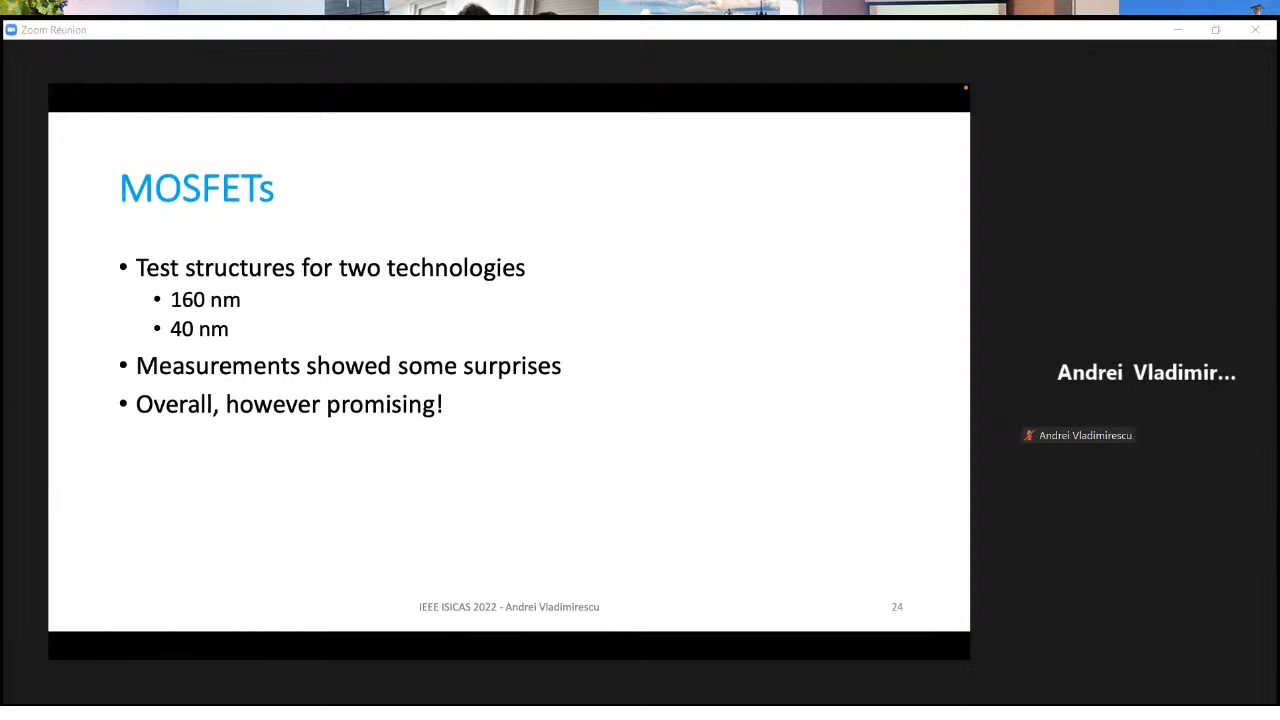 Zoom Réunion
MOSFETs
• Test structures for two technologies
• 160 nm
• 40 nm
• Measurements showed some surprises
• Overall, however promising!
IEEE ISICAS 2022 - Andrei Vladimirescu
24
Andrei Vladimir...
Andrei Vladimirescu